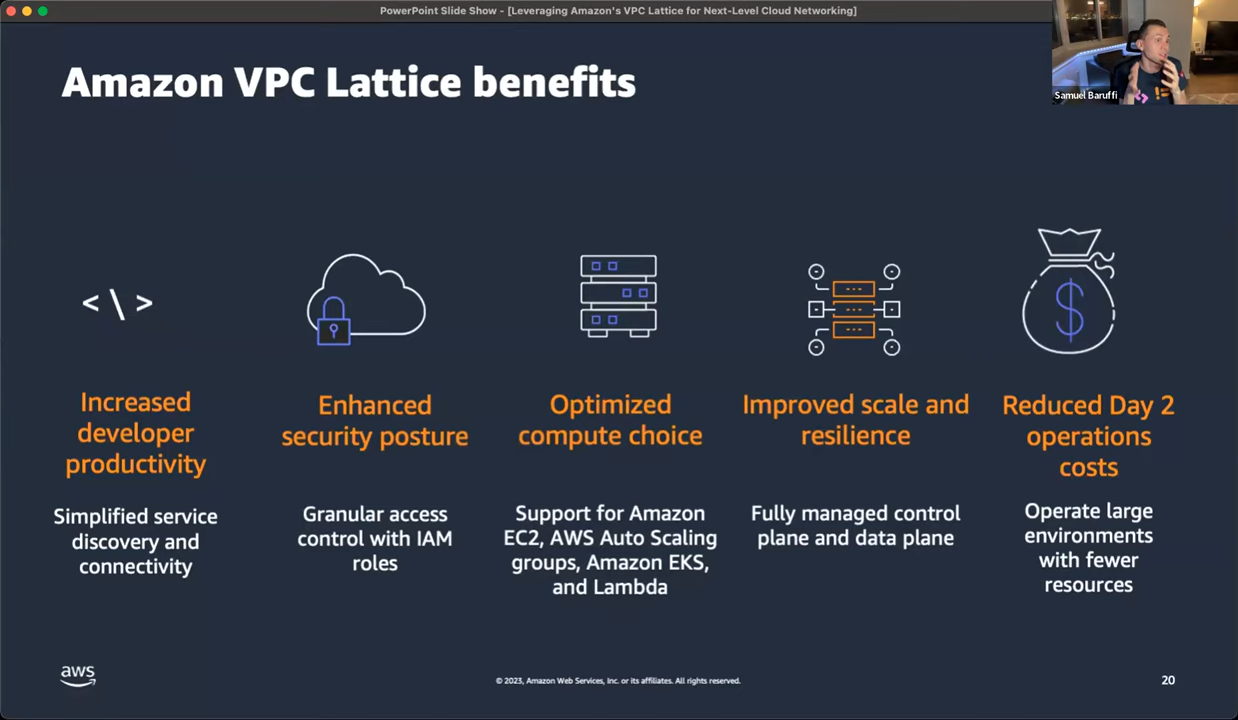 PowerPoint Slide Show - [Leveraging Amazon's VPC Lattice for Next-Level Cloud Networking]
Samuel Baruffi
Amazon VPC Lattice benefits
< \ >
$
Increased
developer
productivity
Simplified service
discovery and
connectivity
Enhanced
security posture
Granular access
control with IAM
roles
Optimized
compute choice
Support for Amazon
EC2, AWS Auto Scaling
groups, Amazon EKS,
and Lambda
Improved scale and
resilience
Fully managed control
plane and data plane
Reduced Day 2
operations
costs
Operate large
environments
with fewer
resources
aws
© 2023, Amazon Web Services, Inc. or its affiliates. All rights reserved.
20